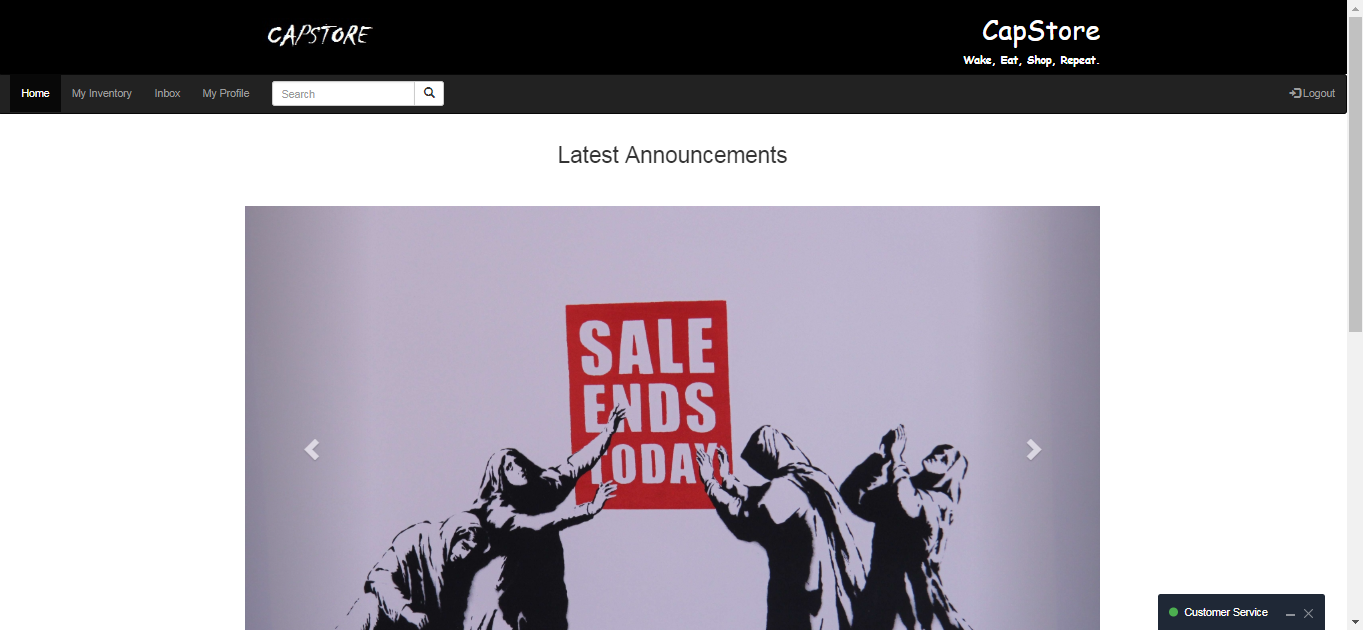 CAPSTORE
CapStore
Wake, Eat, Shop, Repeat.
Home My Inventory Inbox My Profile Search Logout
Latest Announcements
SALE
ENDS
TODAY
Customer Service